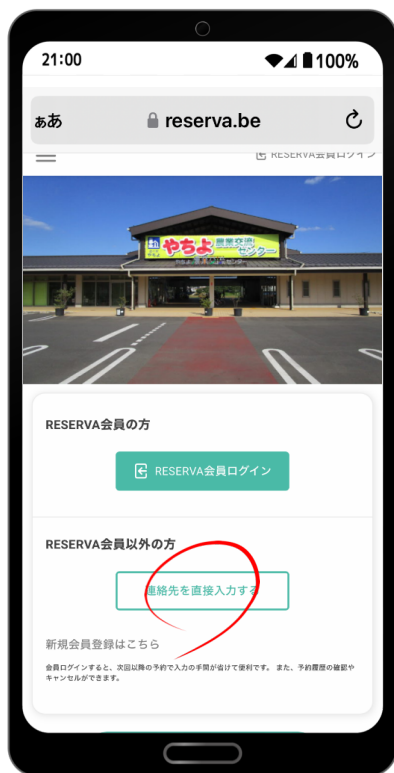 21:00
100%
ぁあ
reserva.be
RESERVA会員ログイン
やちよ 農業交流センター
RESERVA会員の方
RESERVA会員ログイン
RESERVA会員以外の方
連絡先を直接入力する
新規会員登録はこちら
会員ログインすると、次回以降の予約で入力の手間が省けて便利です。 また、予約履歴の確認や
キャンセルができます。